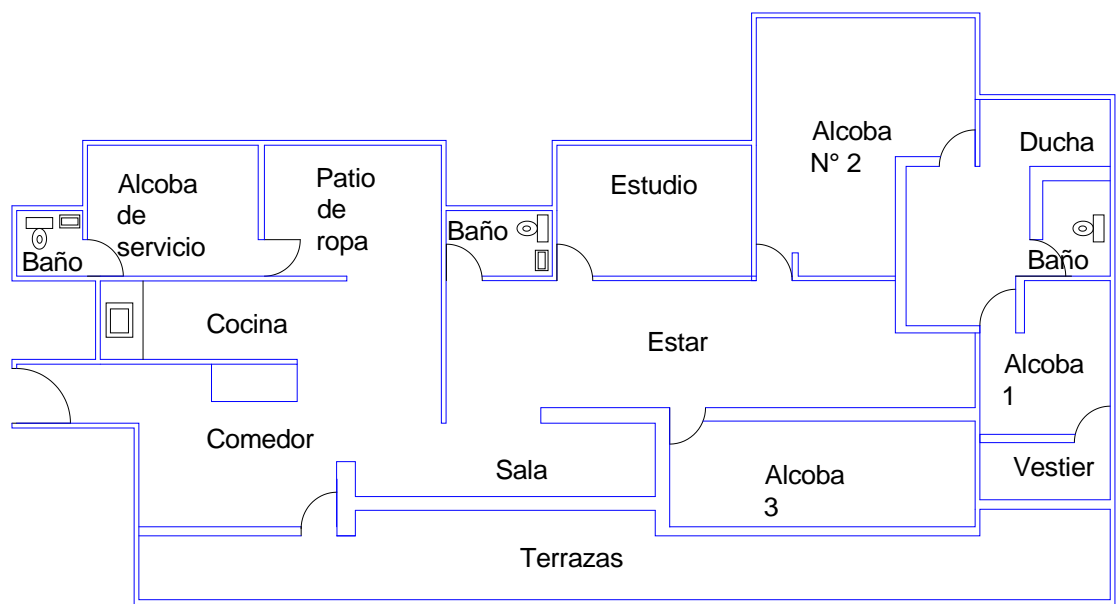 Alcoba
N° 2
Ducha
Alcoba
de
servicio
Patio
de
ropa
Estudio
Baño
Baño
Baño
Cocina
Estar
Alcoba
1
Comedor
Sala
Alcoba
3
Vestier
Terrazas